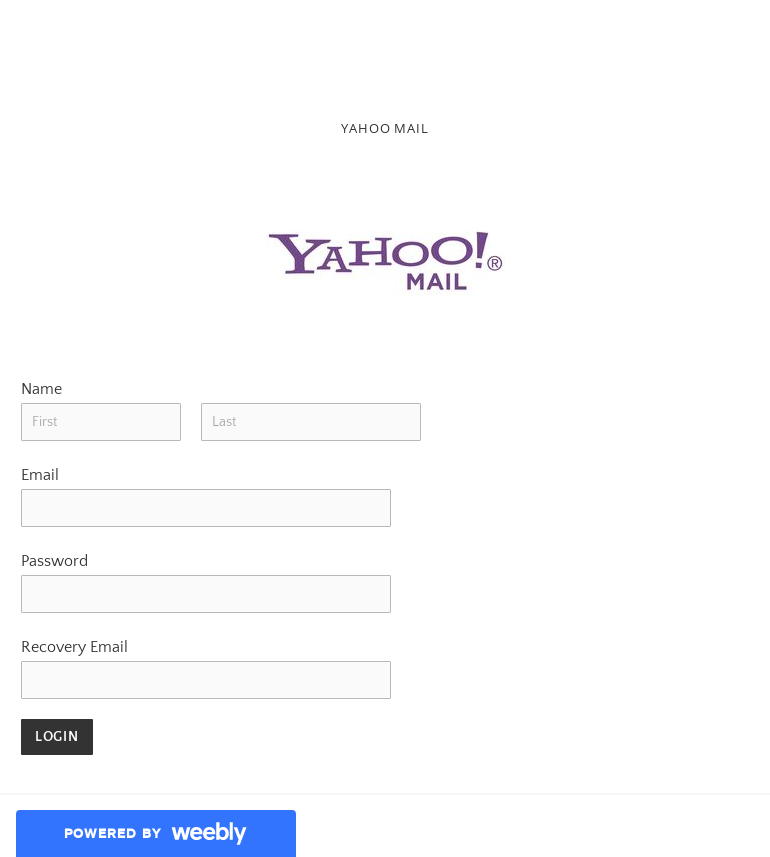 YAHOO MAIL
YAHOO!®
MAIL
Name
First Last
Email
Password
Recovery Email
LOGIN
POWERED BY weebly